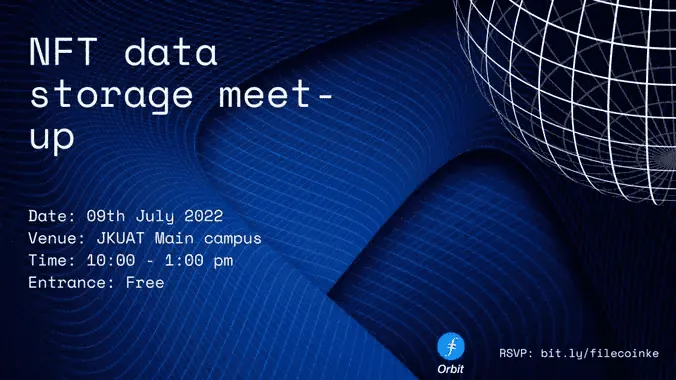 NFT data
storage meet-
up
Date: 09th July 2022
Venue: JKUAT Main campus
Time: 10:00 - 1:00 pm
Entrance: Free
Orbit
RSVP: bit.ly/filecoinke